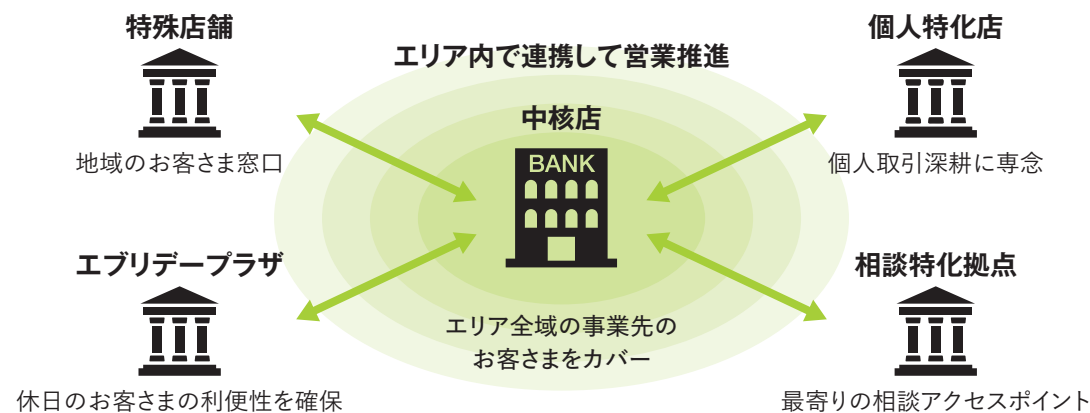 特殊店舗
地域のお客さま窓口
エリア内で連携して営業推進
中核店
BANK
エリア全域の事業先の
お客さまをカバー
個人特化店
個人取引深耕に専念
エブリデープラザ
休日のお客さまの利便性を確保
相談特化拠点
最寄りの相談アクセスポイント